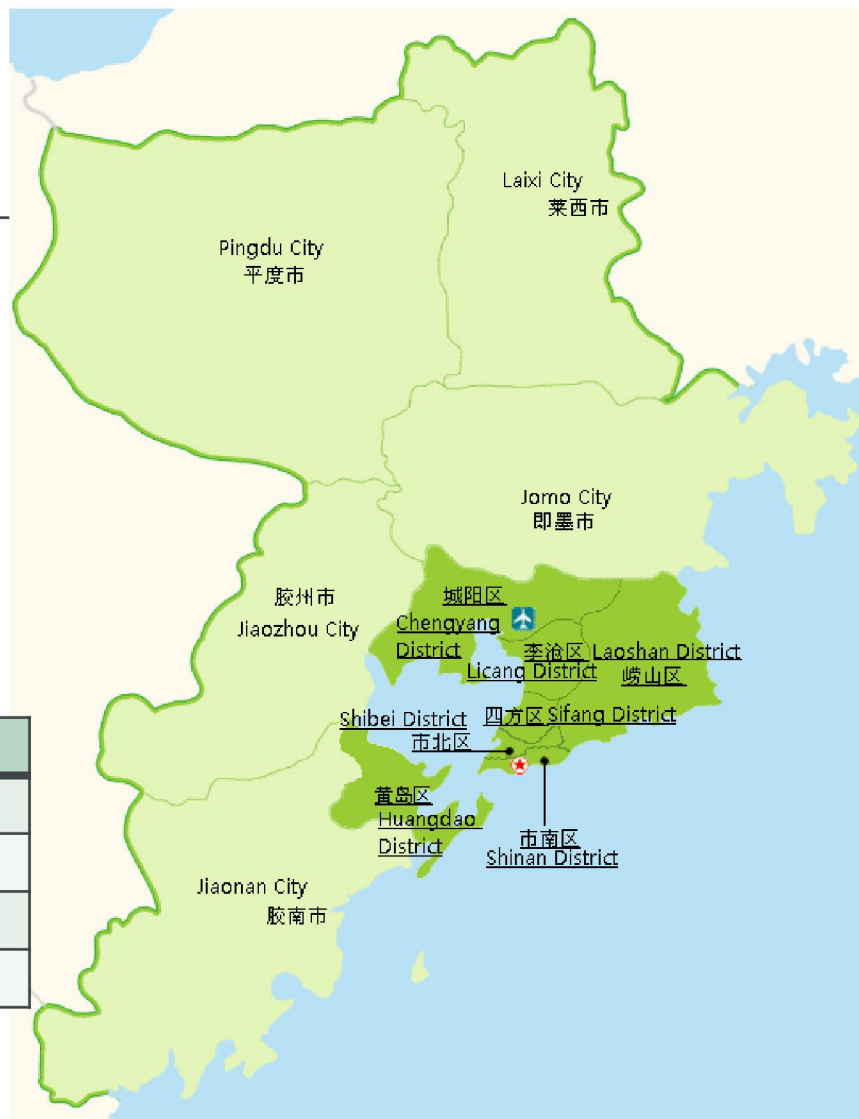 Laixi City
莱西市
Pingdu City
平度市
Jomo City
即墨市
胶州市
Jiaozhou City
城阳区
Chengyang
District
李沧区 Laoshan District
Licang District
崂山区
Shibei District
四方区 Sifang District
市北区
黄岛区
Huangdao
District
市南区
Shinan District
Jiaonan City
胶南市